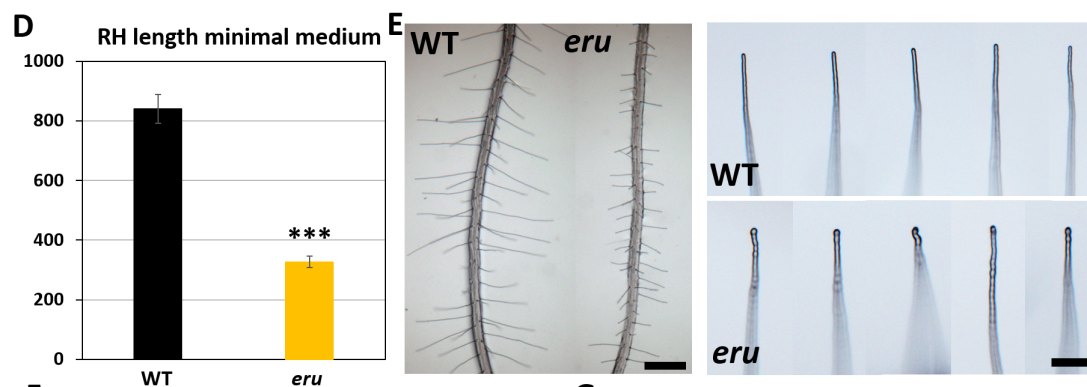 D
RH length minimal medium
1000
800
600
400
200
0
***
WT
eru
E
WT
eru
WT
eru